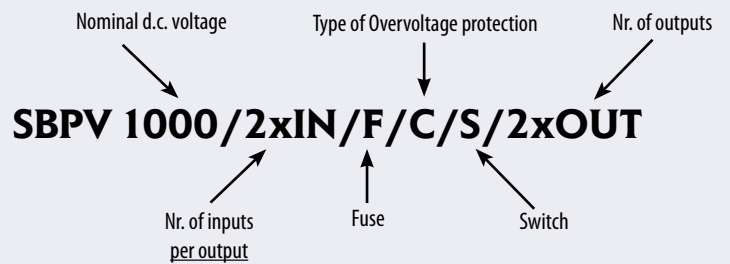 Nominal d.c. voltage
Type of Overvoltage protection
Nr. of outputs
SBPV 1000/2xIN/F/C/S/2xOUT
Nr. of inputs
per output
Fuse
Switch